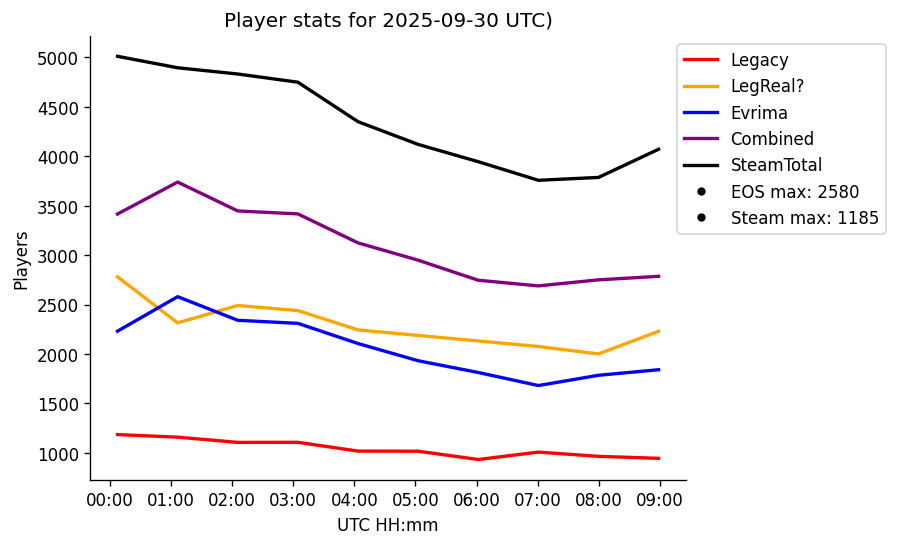 Player stats for 2025-09-30 UTC)
5000
4500
4000
3500
3000
2500
2000
1500
1000
Players
00:00 01:00 02:00 03:00 04:00 05:00 06:00 07:00 08:00 09:00
UTC HH:mm
Legacy
LegReal?
Evrima
Combined
SteamTotal
EOS max: 2580
Steam max: 1185